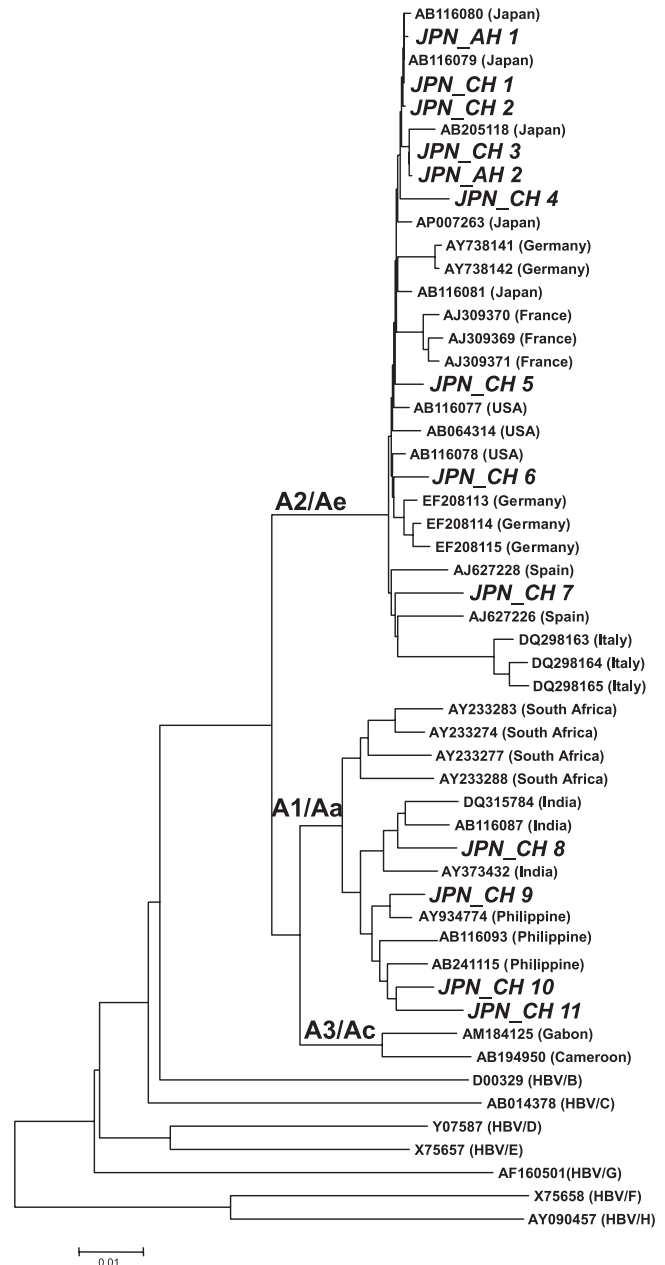 AB116080 (Japan)
JPN_AH 1
AB116079 (Japan)
JPN_CH 1
JPN_CH 2
AB205118 (Japan)
JPN_CH 3
JPN_AH 2
JPN_CH 4
AP007263 (Japan)
AY738141 (Germany)
AY738142 (Germany)
AB116081 (Japan)
AJ309370 (France)
AJ309369 (France)
AJ309371 (France)
JPN_CH 5
AB116077 (USA)
AB064314 (USA)
AB116078 (USA)
JPN_CH 6
EF208113 (Germany)
A2/Ae
EF208114 (Germany)
EF208115 (Germany)
AJ627228 (Spain)
JPN_CH 7
AJ627226 (Spain)
DQ298163 (Italy)
DQ298164 (Italy)
DQ298165 (Italy)
AY233283 (South Africa)
AY233274 (South Africa)
AY233277 (South Africa)
AY233288 (South Africa)
DQ315784 (India)
A1/Aa
AB116087 (India)
JPN_CH 8
AY373432 (India)
JPN_CH 9
AY934774 (Philippine)
AB116093 (Philippine)
AB241115 (Philippine)
JPN_CH 10
JPN_CH 11
A3/Ac
AM184125 (Gabon)
AB194950 (Cameroon)
D00329 (HBV/B)
AB014378 (HBV/C)
Y07587 (HBV/D)
X75657 (HBV/E)
AF160501(HBV/G)
X75658 (HBV/F)
AY090457 (HBV/H)
0.01